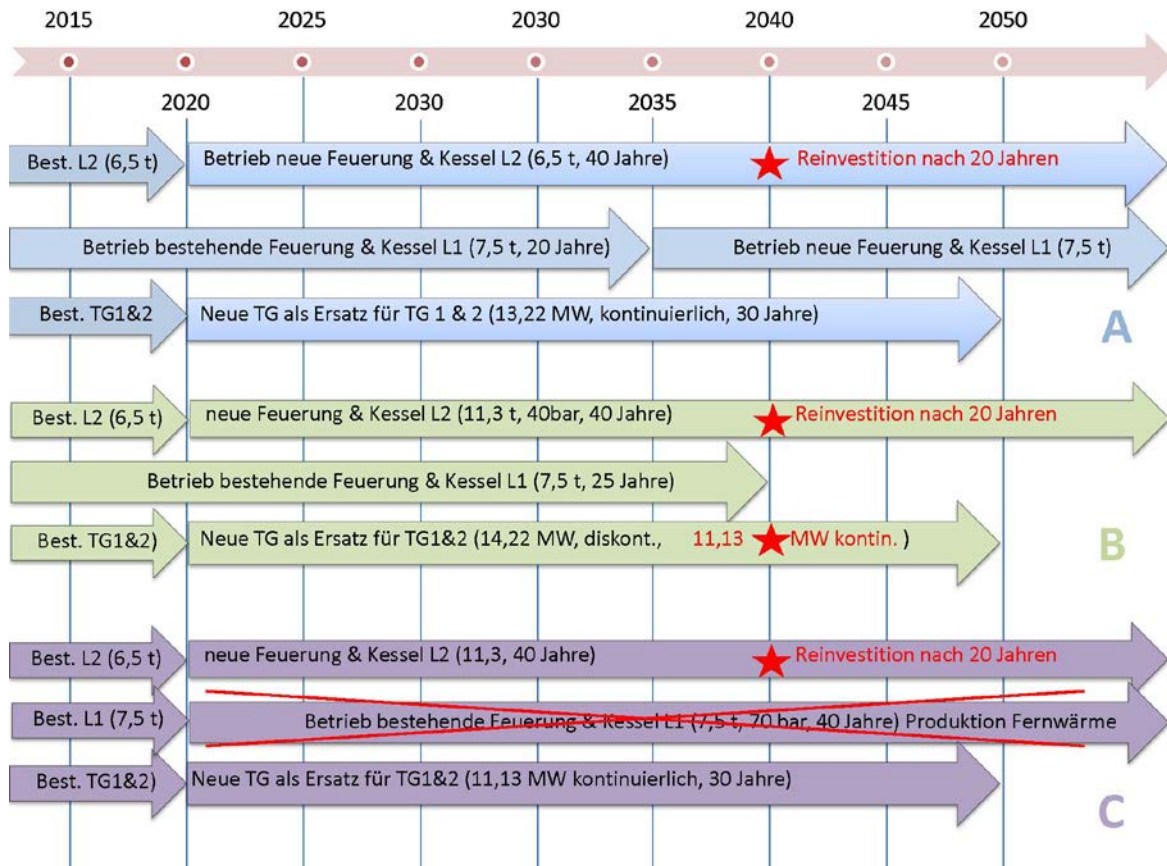 2015 2025 2030 2040 2050
2020 2030 2035 2045
Best. L2 (6,5 t) Betrieb neue Feuerung & Kessel L2 (6,5 t, 40 Jahre) Reinvestition nach 20 Jahren
Betrieb bestehende Feuerung & Kessel L1 (7,5 t, 20 Jahre) Betrieb neue Feuerung & Kessel L1 (7,5 t)
Best. TG1&2 Neue TG als Ersatz für TG 1 & 2 (13,22 MW, kontinuierlich, 30 Jahre)
A
Best. L2 (6,5 t) neue Feuerung & Kessel L2 (11,3 t, 40bar, 40 Jahre) Reinvestition nach 20 Jahren
Betrieb bestehende Feuerung & Kessel L1 (7,5 t, 25 Jahre)
Best. TG1&2) Neue TG als Ersatz für TG1&2 (14,22 MW, diskont., 11,13 MW kontin. )
B
Best. L2 (6,5 t) neue Feuerung & Kessel L2 (11,3, 40 Jahre) Reinvestition nach 20 Jahren
Best. L1 (7,5 t) Betrieb bestehende Feuerung & Kessel L1 (7,5 t, 70 bar, 40 Jahre) Produktion Fernwärme
Best. TG1&2) Neue TG als Ersatz für TG1&2 (11,13 MW kontinuierlich, 30 Jahre)
C